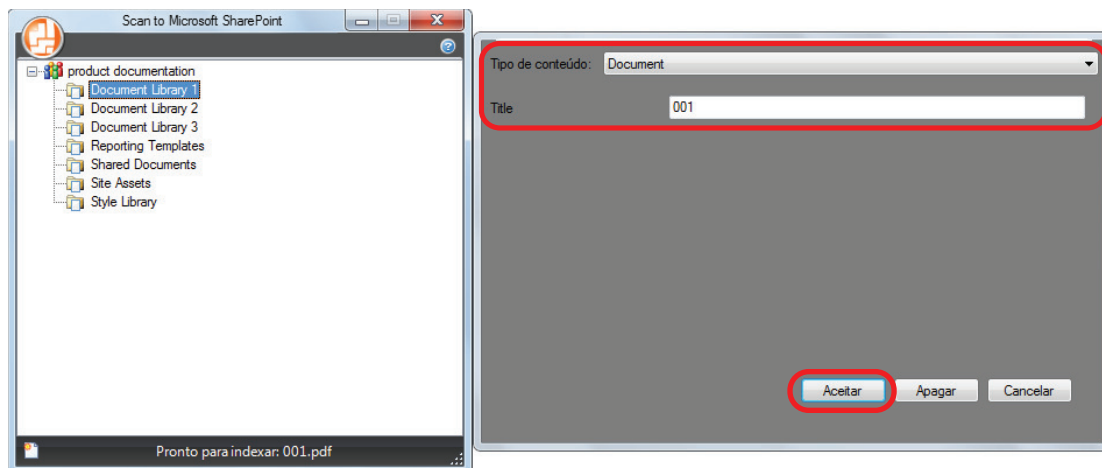 Scan to Microsoft SharePoint
product documentation
Document Library 1
Document Library 2
Document Library 3
Reporting Templates
Shared Documents
Site Assets
Style Library
Pronto para indexar: 001.pdf
Tipo de conteúdo: Document
Title 001
Aceitar Apagar Cancelar